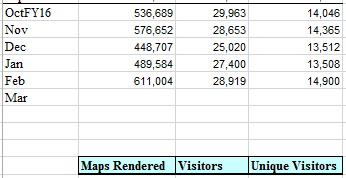 OctFY16 536,689 29,963 14,046
Nov 576,652 28,653 14,365
Dec 448,707 25,020 13,512
Jan 489,584 27,400 13,508
Feb 611,004 28,919 14,900
Mar
Maps Rendered Visitors Unique Visitors